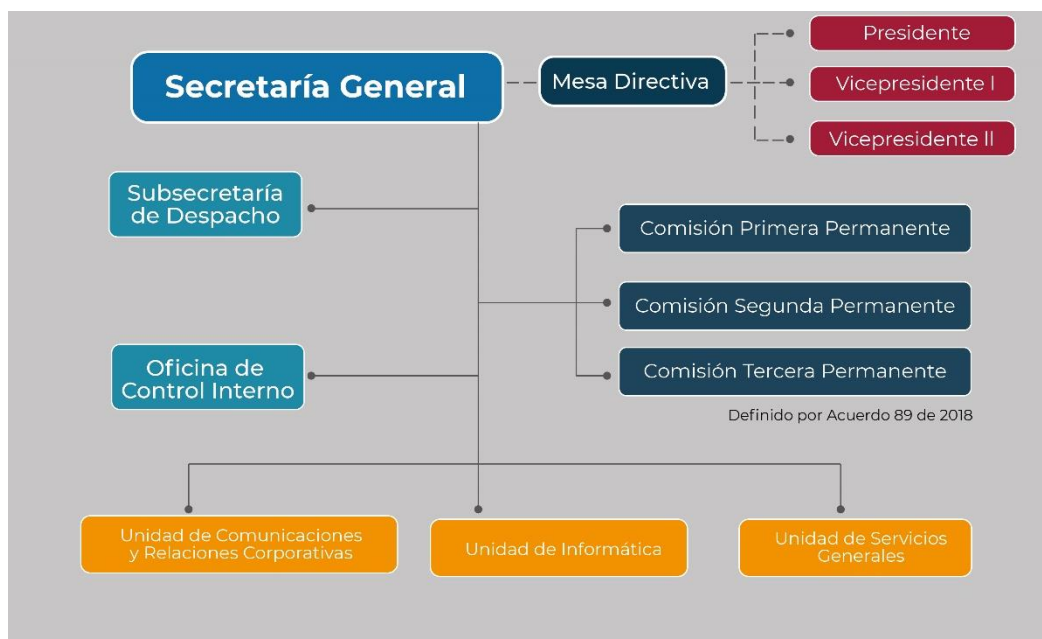 Presidente
Secretaría General
Mesa Directiva
Vicepresidente I
Vicepresidente II
Subsecretaría
de Despacho
Comisión Primera Permanente
Comisión Segunda Permanente
Oficina de
Control Interno
Comisión Tercera Permanente
Definido por Acuerdo 89 de 2018
Unidad de Comunicaciones
y Relaciones Corporativas
Unidad de Informática
Unidad de Servicios
Generales